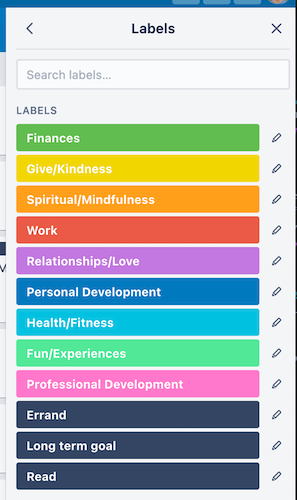 Labels
Search labels...
LABELS
Finances
Give/Kindness
Spiritual/Mindfulness
Work
Relationships/Love
Personal Development
Health/Fitness
Fun/Experiences
Professional Development
Errand
Long term goal
Read